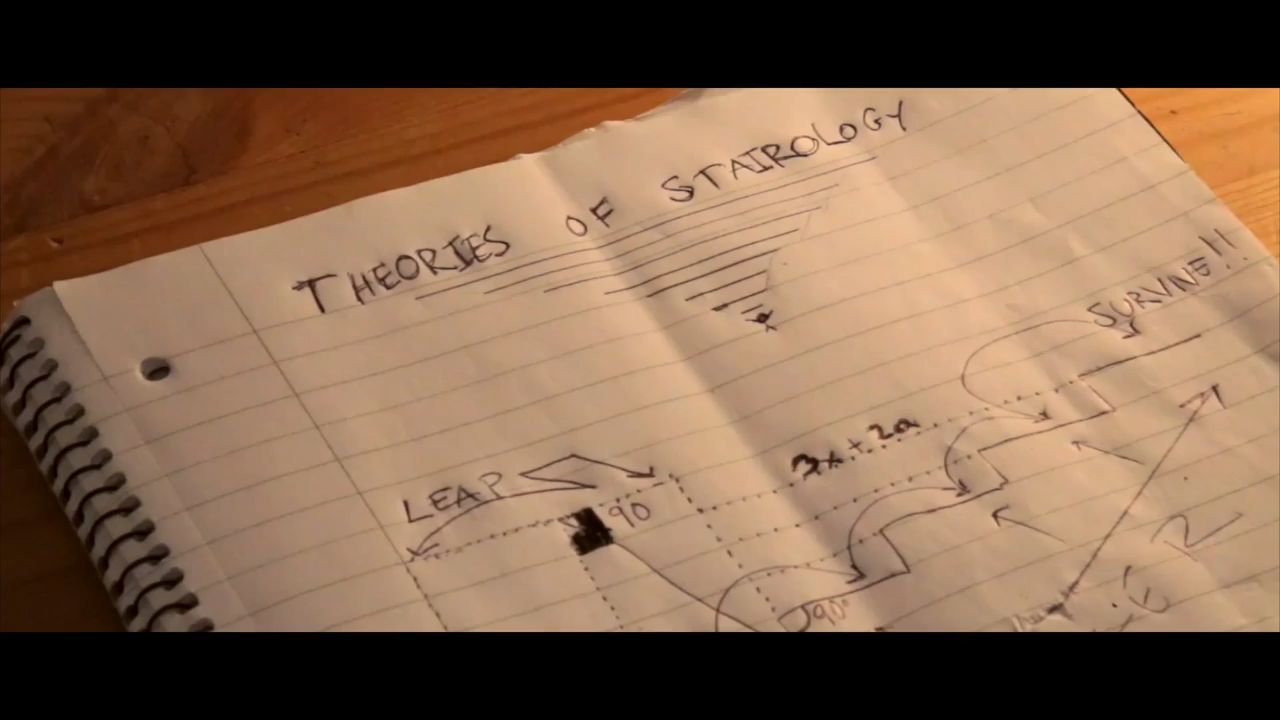 THEORIES OF STAIROLOGY
SURVIVE!!
3x + 2a
LEAP
90
90°